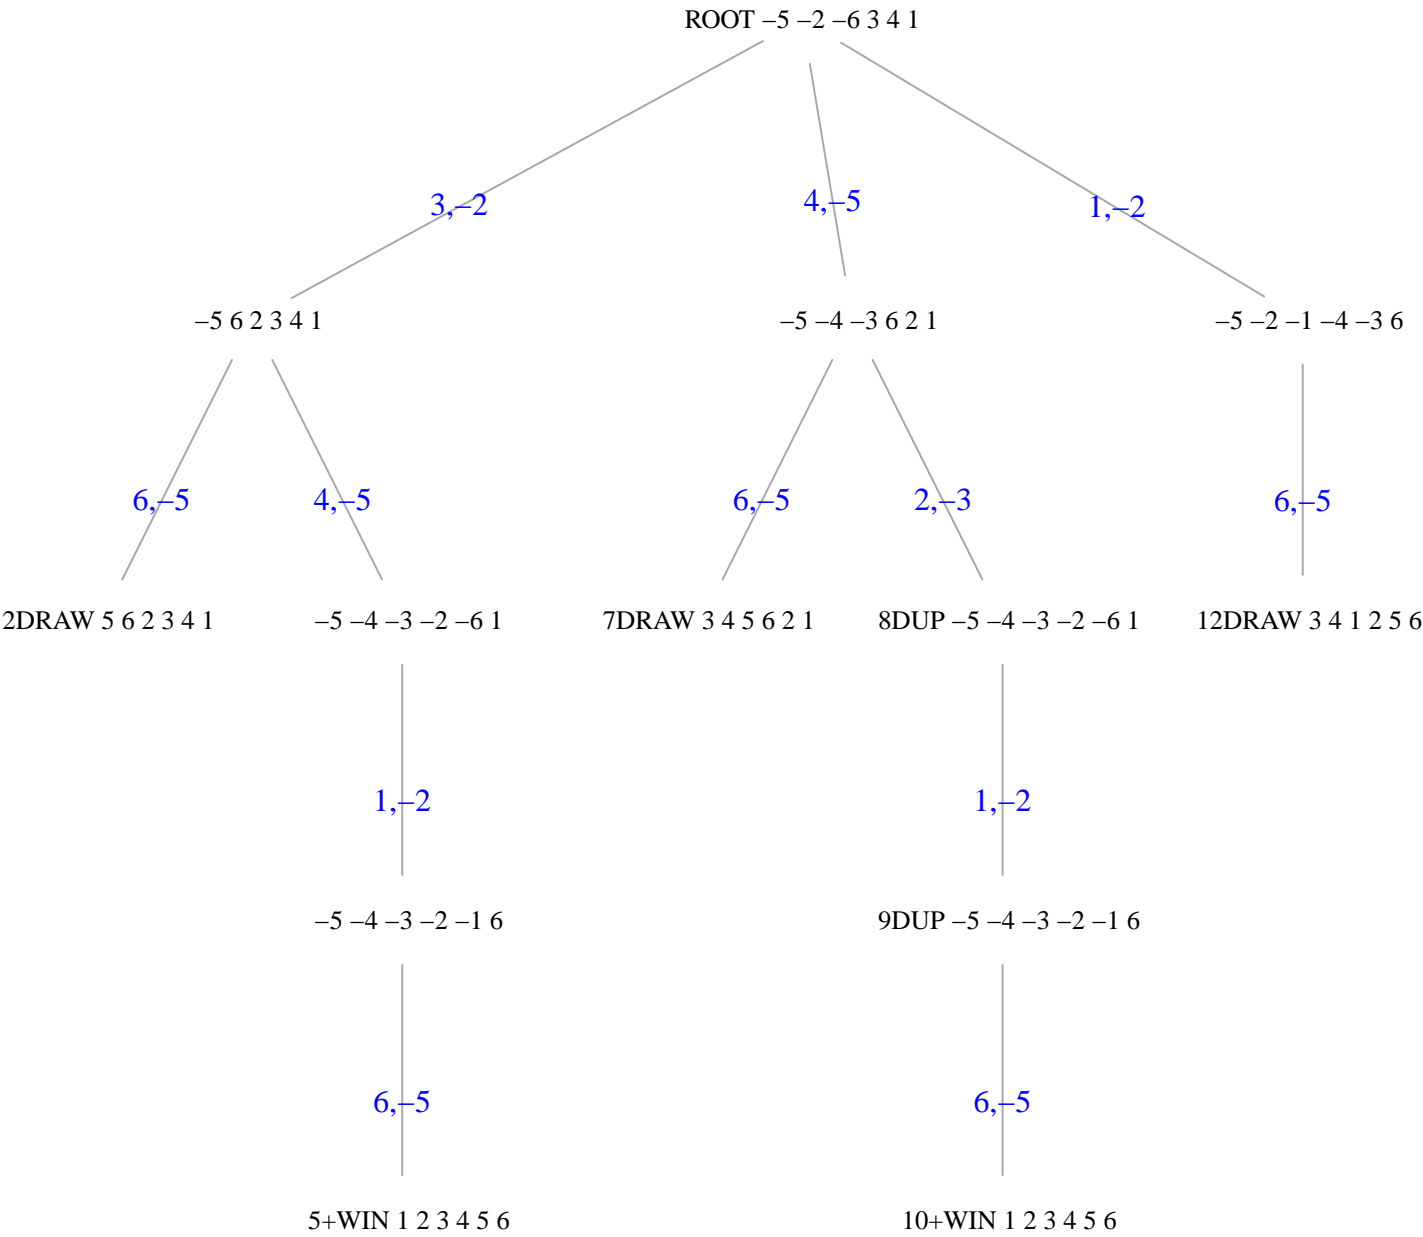 ROOT –5 –2 –6 3 4 1
3,–2
4,–5
1,–2
–5 6 2 3 4 1
–5 –4 –3 6 2 1
–5 –2 –1 –4 –3 6
6,–5
4,–5
6,–5
2,–3
6,–5
2DRAW 5 6 2 3 4 1
–5 –4 –3 –2 –6 1
7DRAW 3 4 5 6 2 1
8DUP –5 –4 –3 –2 –6 1
12DRAW 3 4 1 2 5 6
1,–2
1,–2
–5 –4 –3 –2 –1 6
9DUP –5 –4 –3 –2 –1 6
6,–5
6,–5
5+WIN 1 2 3 4 5 6
10+WIN 1 2 3 4 5 6